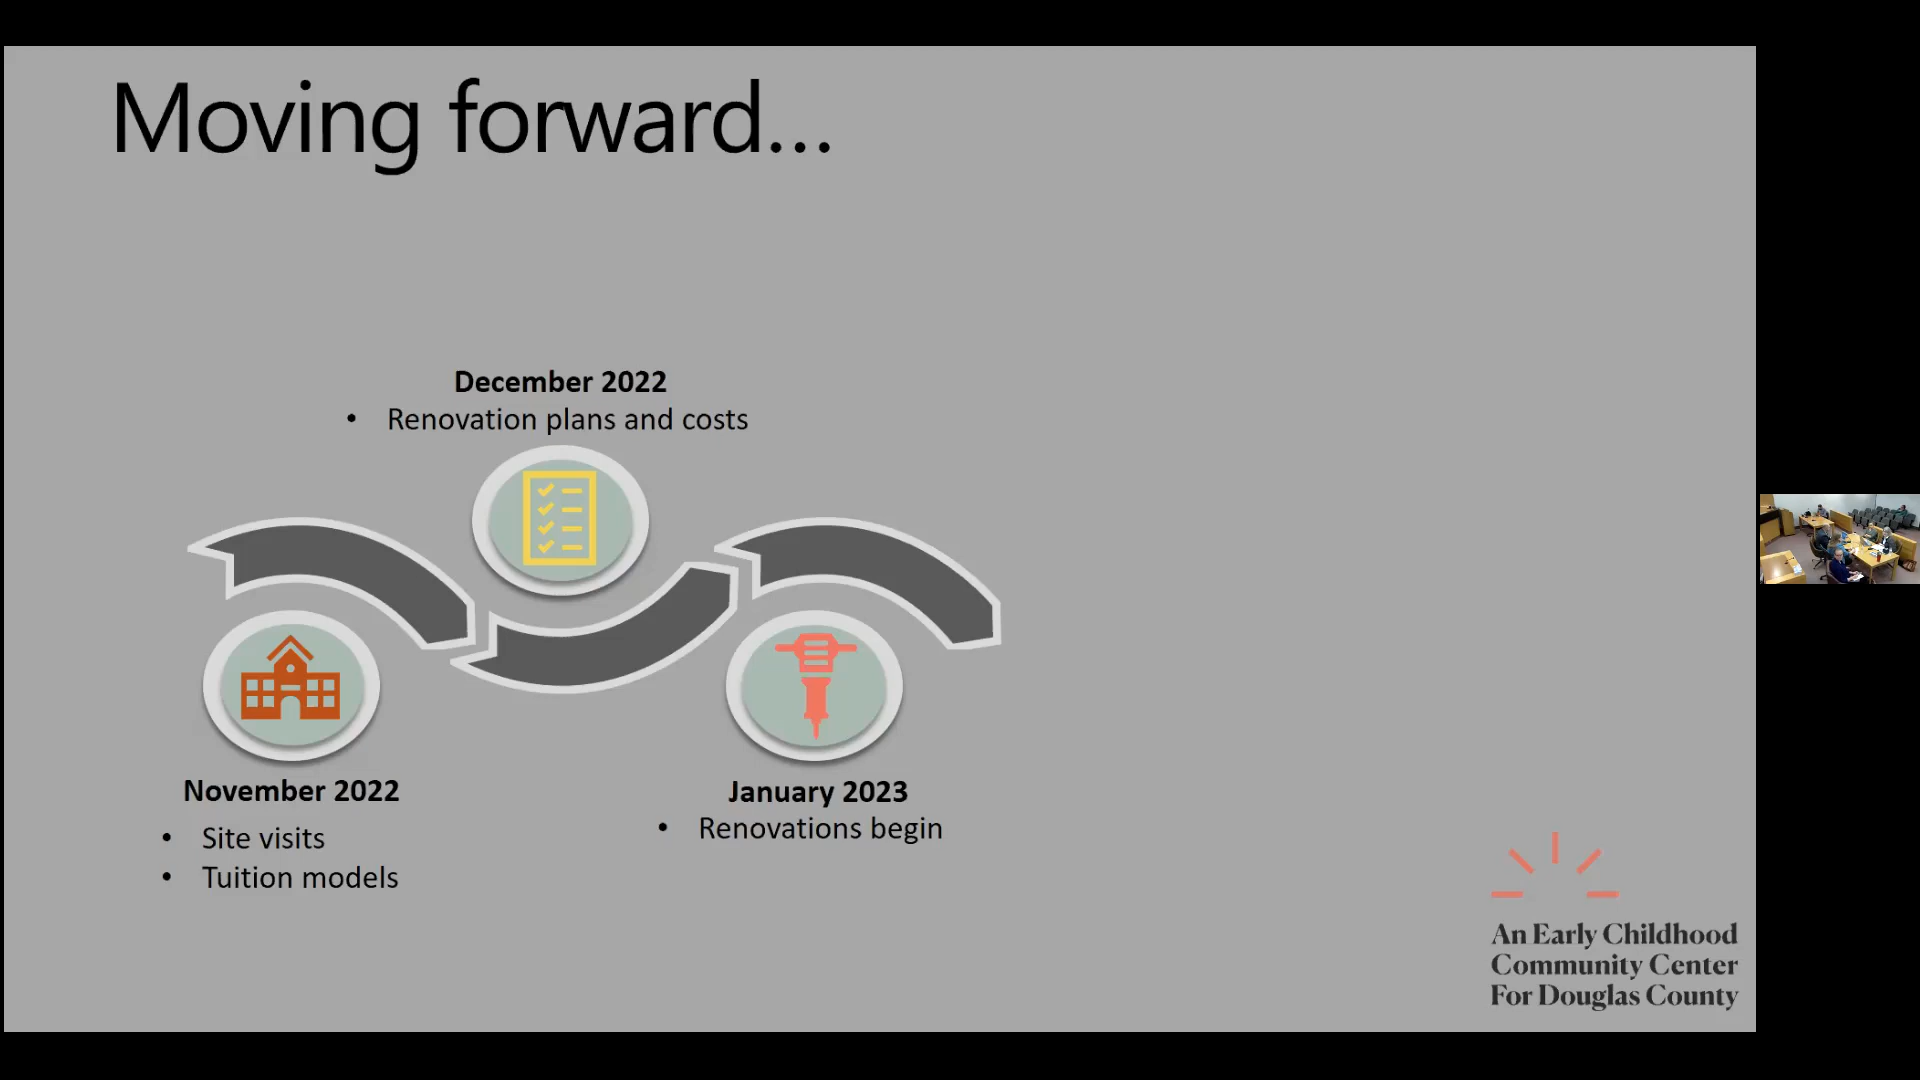 Moving forward...
December 2022
• Renovation plans and costs
November 2022
• Site visits
• Tuition models
January 2023
• Renovations begin
An Early Childhood
Community Center
For Douglas County